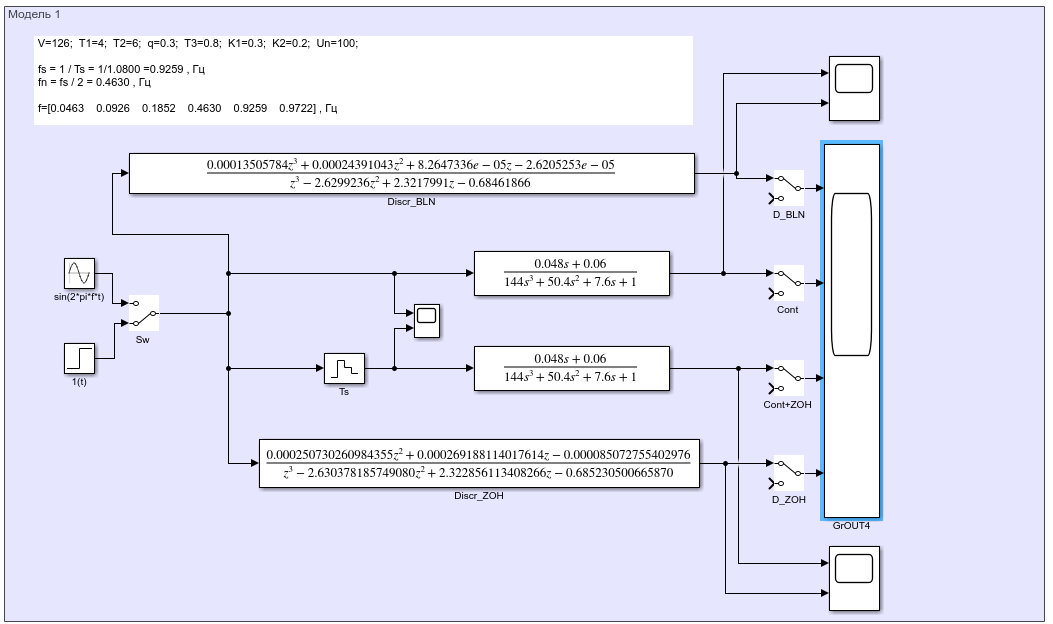 Модель 1
V=126; T1=4; T2=6; q=0.3; T3=0.8; K1=0.3; K2=0.2; Un=100;
fs = 1 / Ts = 1/1.0800 =0.9259 , Гц
fn = fs / 2 = 0.4630 , Гц
f=[0.0463 0.0926 0.1852 0.4630 0.9259 0.9722] , Гц
0.00013505784z³ + 0.00024391043z² + 8.2647336e − 05z − 2.6205253e − 05
z³ − 2.6299236z² + 2.3217991z − 0.68461866
Discr_BLN
D_BLN
0.048s + 0.06
144s³ + 50.4s² + 7.6s + 1
sin(2*pi*f*t)
Cont
Sw
1(t)
Ts
0.048s + 0.06
144s³ + 50.4s² + 7.6s + 1
Cont+ZOH
0.000250730260984355z² + 0.000269188114017614z − 0.000085072755402976
z³ − 2.630378185749080z² + 2.322856113408266z − 0.685230500665870
Discr_ZOH
D_ZOH
GrOUT4